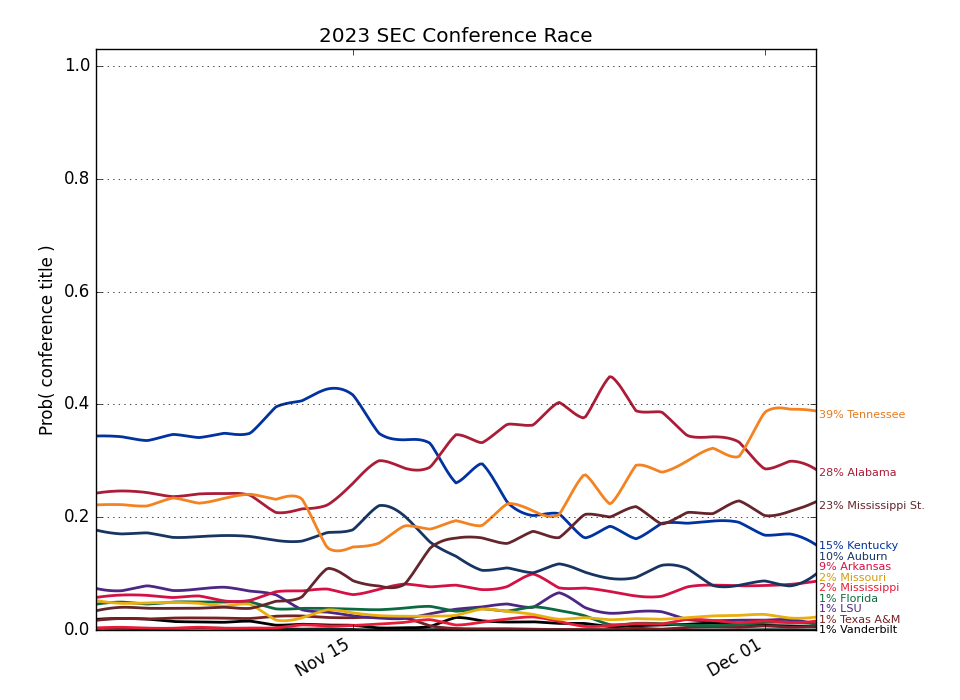 2023 SEC Conference Race
Prob( conference title )
1.0
0.8
0.6
0.4
0.2
0.0
Nov 15
Dec 01
39% Tennessee
28% Alabama
23% Mississippi St.
15% Kentucky
10% Auburn
9% Arkansas
2% Missouri
2% Mississippi
1% Florida
1% LSU
1% Texas A&M
1% Vanderbilt